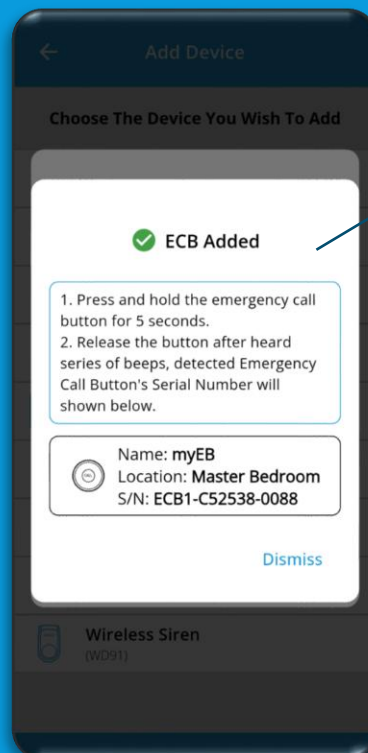 Add Device
Choose The Device You Wish To Add
ECB Added
1. Press and hold the emergency call
button for 5 seconds.
2. Release the button after heard
series of beeps, detected Emergency
Call Button's Serial Number will
shown below.
Name: myEB
Location: Master Bedroom
S/N: ECB1-C52538-0088
Dismiss
Wireless Siren
(WD91)